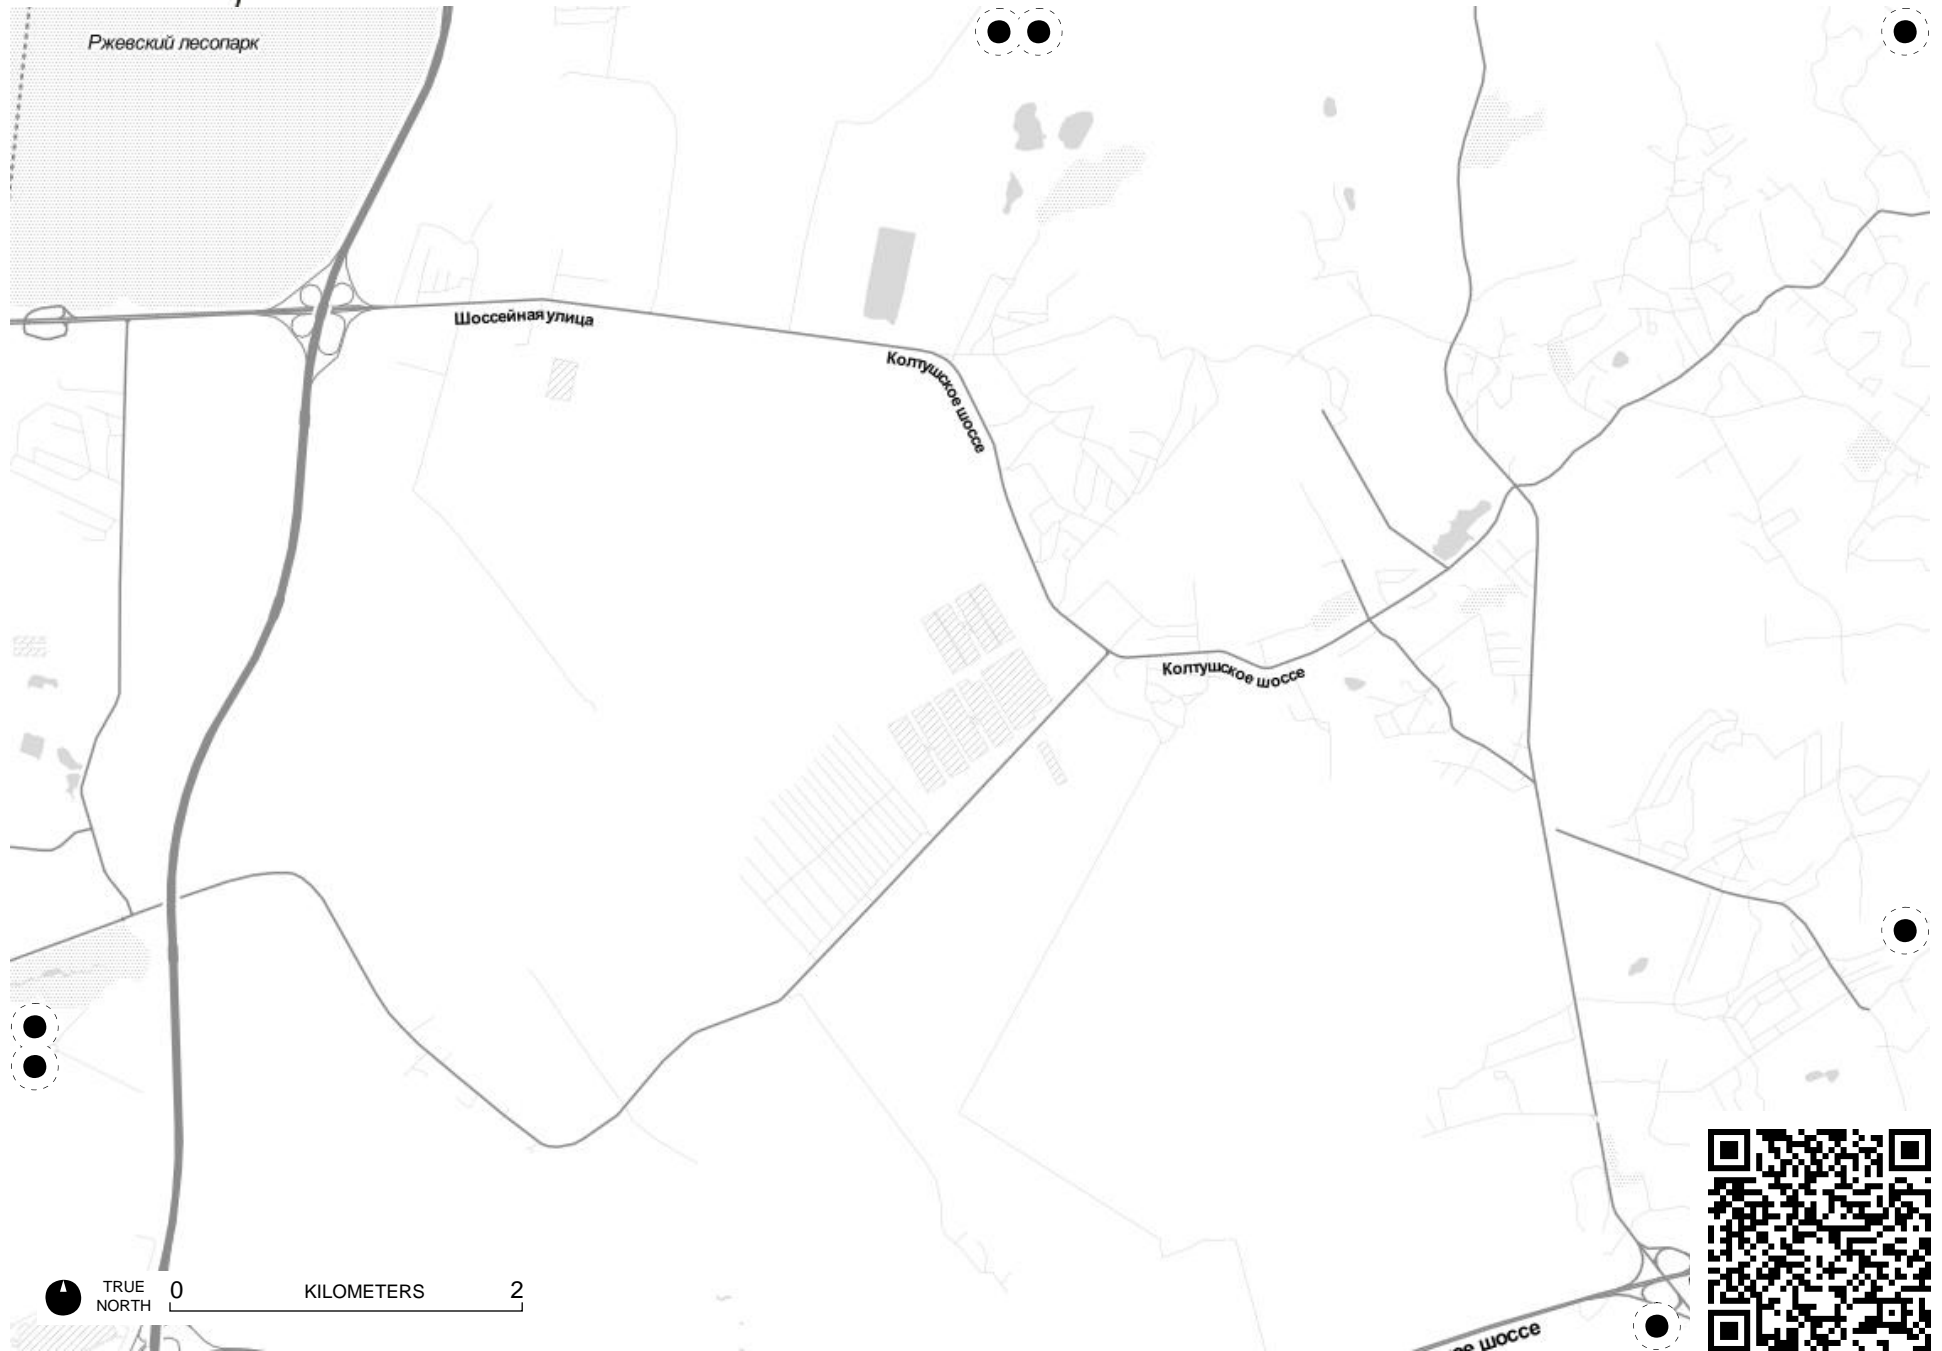 Ржевский лесопарк
Шоссейная улица
Колтушское шоссе
Колтушское шоссе
TRUE
NORTH
0 KILOMETERS 2
шоссе